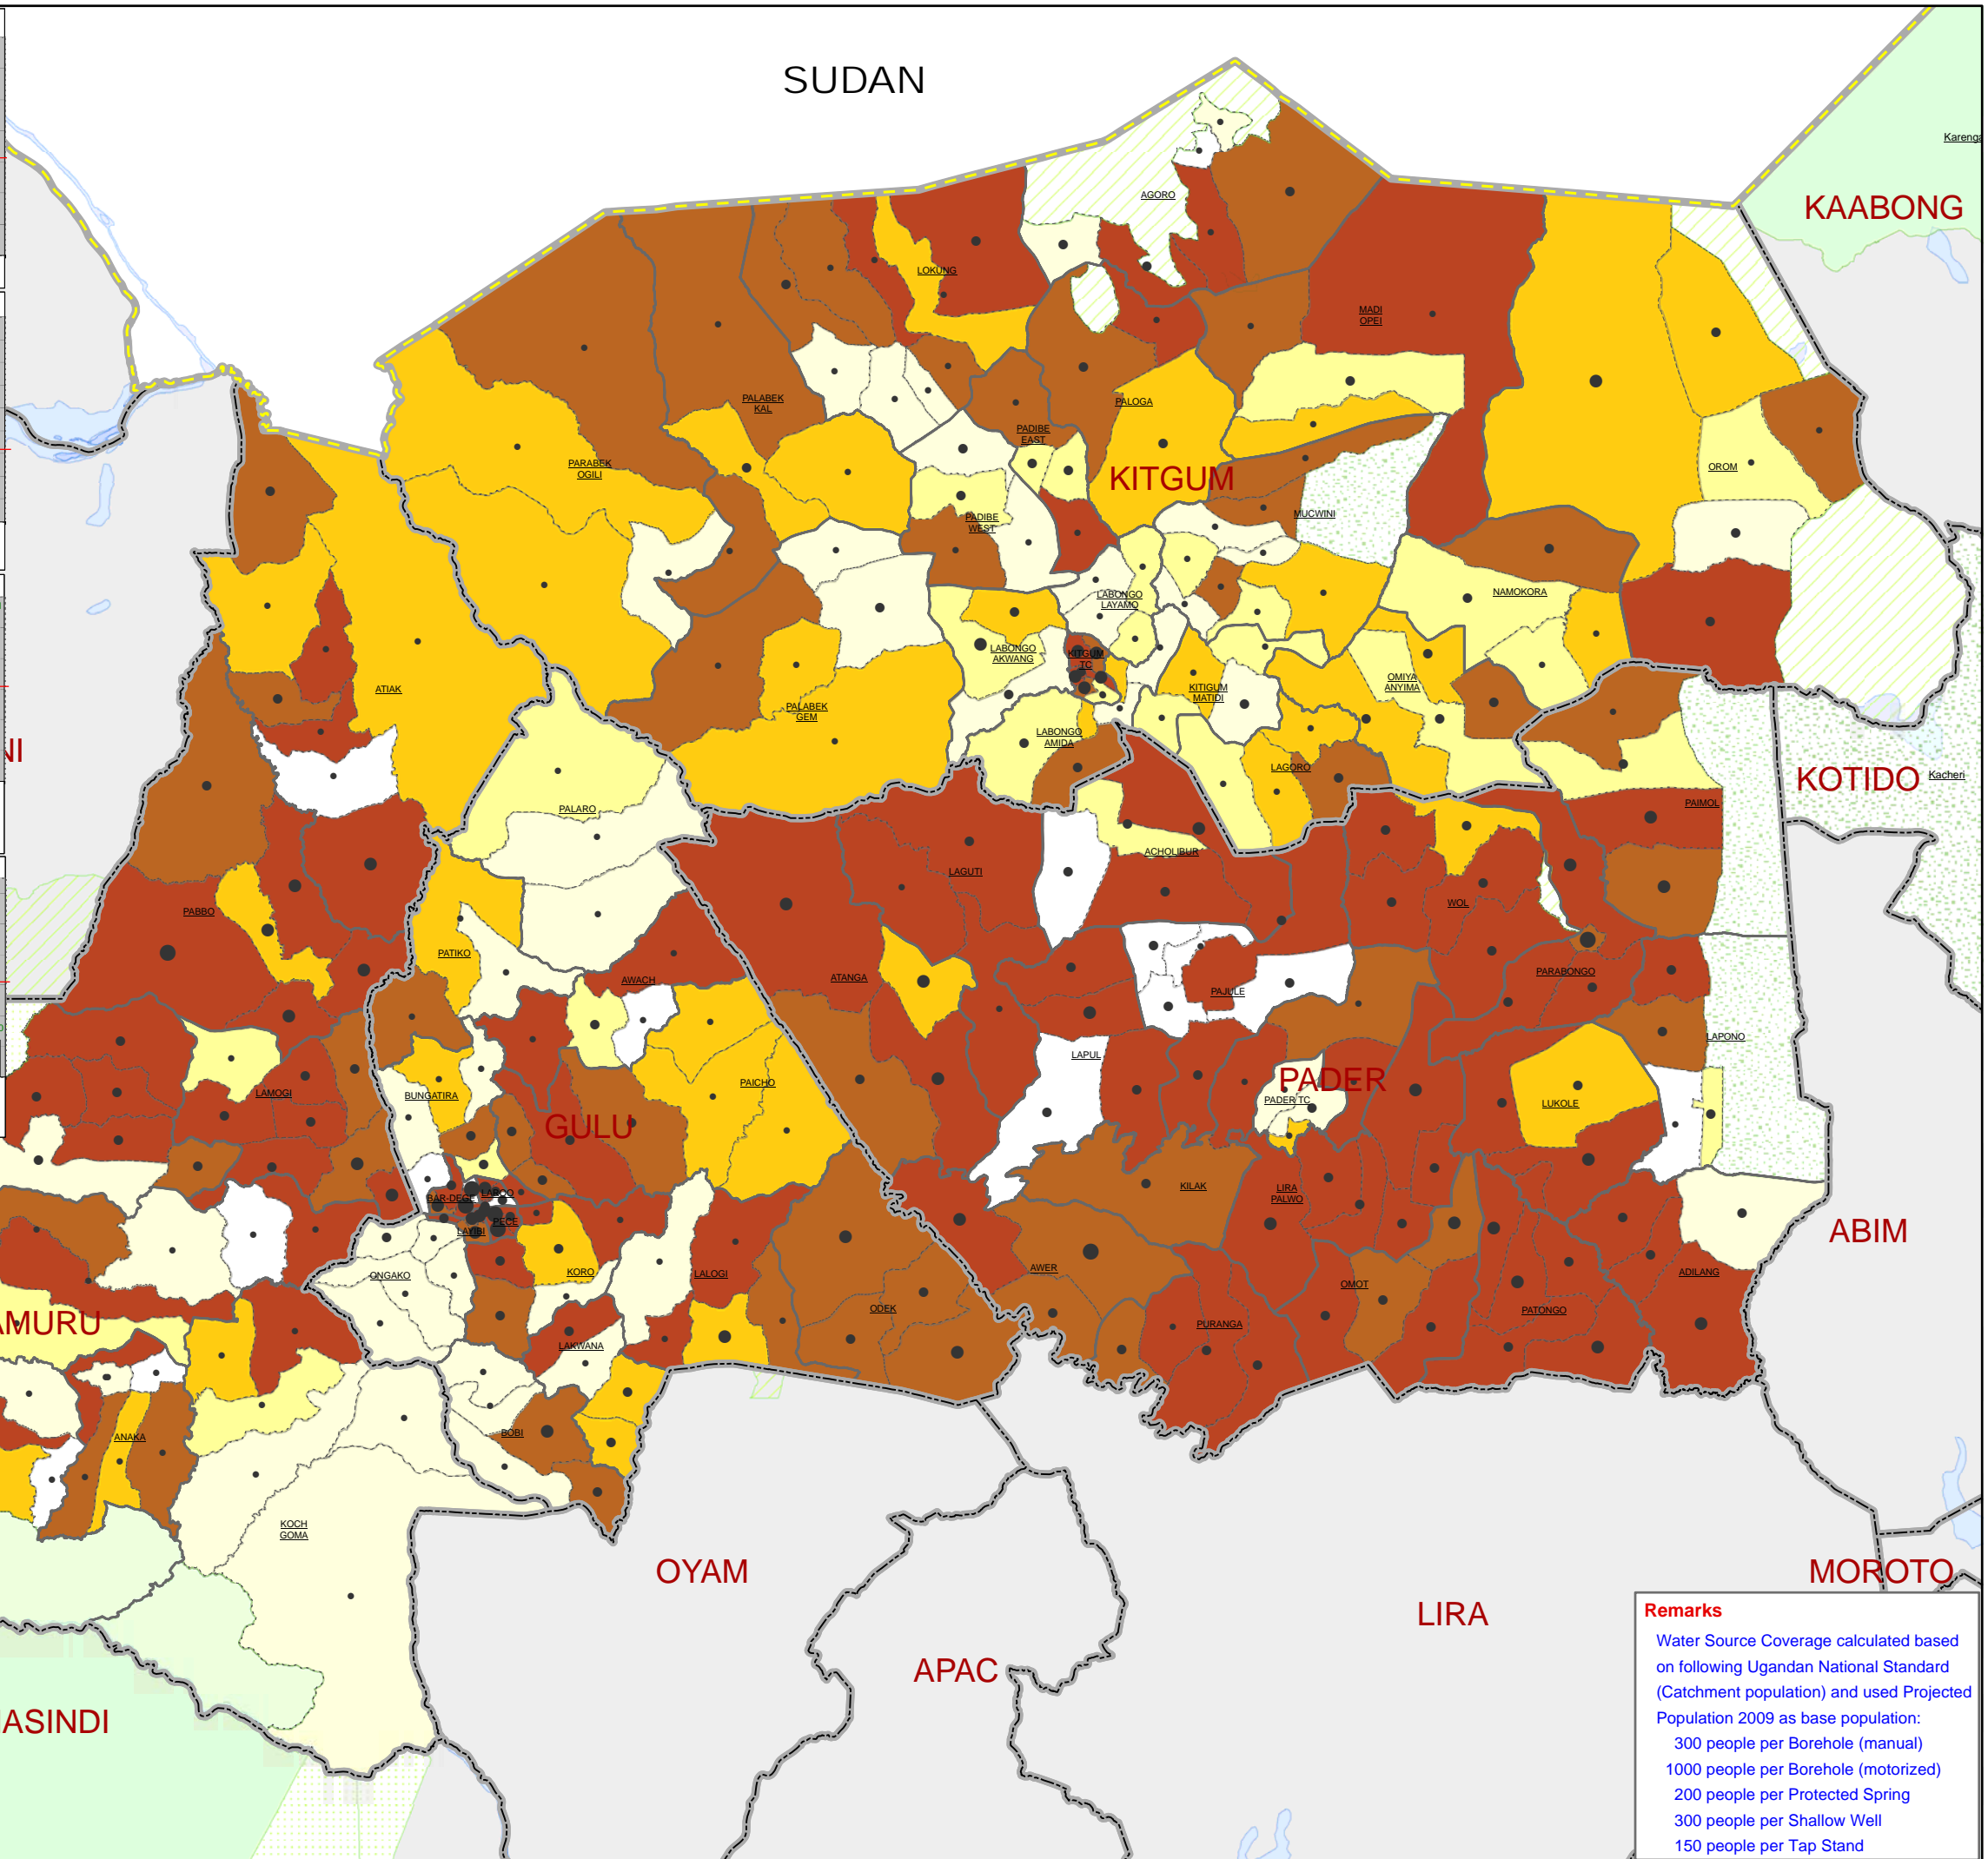 SUDAN
Karenga
KAABONG
AGORO
LOKUNG
MADI
OPEI
PALABEK
KAL
PALOGA
PADIBE
EAST
PARABEK
OGILI
KITGUM
OROM
MUCWINI
PADIBE
WEST
LABONGO
LAYAMO
NAMOKORA
LABONGO
AKWANG
KITGUM
TC
ATIAK
KITIGUM
MATIDI
OMIYA
ANYIMA
PALABEK
GEM
LABONGO
AMIDA
NI
LAGORO
KOTIDO
Kacheri
PALARO
PAIMOL
ACHOLIBUR
LAGUTI
PABBO
WOL
PATIKO
AWACH
ATANGA
PARABONGO
PAJULE
LAPONO
LAPUL
PAICHO
LAMOGI
BUNGATIRA
PADER
PADER TC
LUKOLE
GULU
KILAK
LIRA
PALWO
BAR-DEGE
LAROO
PECE
LAYIBI
ABIM
ONGAKO
KORO
LALOGI
AWER
ADILANG
OMOT
ODEK
PATONGO
AMURU
PURANGA
LAKWANA
ANAKA
BOBI
KOCH
GOMA
OYAM
MOROTO
LIRA
APAC
ASINDI
Remarks
Water Source Coverage calculated based
on following Ugandan National Standard
(Catchment population) and used Projected
Population 2009 as base population:
300 people per Borehole (manual)
1000 people per Borehole (motorized)
200 people per Protected Spring
300 people per Shallow Well
150 people per Tap Stand